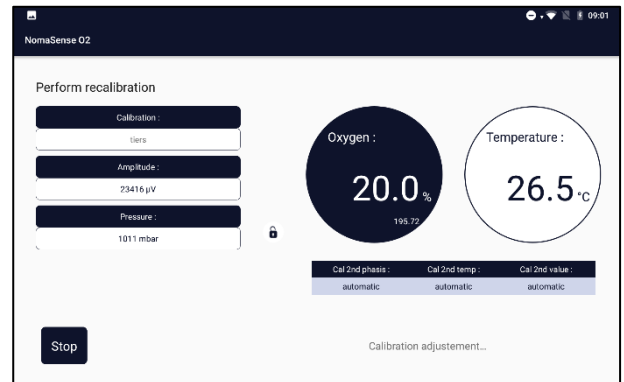 09:01
NomaSense O2
Perform recalibration
Calibration :
tiers
Amplitude :
23416 µV
Pressure :
1011 mbar
Oxygen :
20.0 %
195.72
Temperature :
26.5 °C
Cal 2nd phasis : Cal 2nd temp : Cal 2nd value :
automatic automatic automatic
Stop
Calibration adjustement...